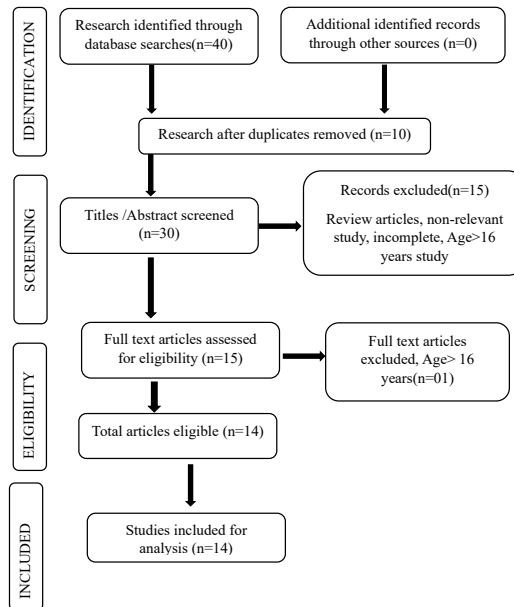 IDENTIFICATION
Research identified through
database searches(n=40)
Additional identified records
through other sources (n=0)
Research after duplicates removed (n=10)
SCREENING
Titles /Abstract screened
(n=30)
Records excluded(n=15)
Review articles, non-relevant
study, incomplete, Age>16
years study
ELIGIBILITY
Full text articles assessed
for eligibility (n=15)
Full text articles
excluded, Age> 16
years(n=01)
Total articles eligible (n=14)
INCLUDED
Studies included for
analysis (n=14)